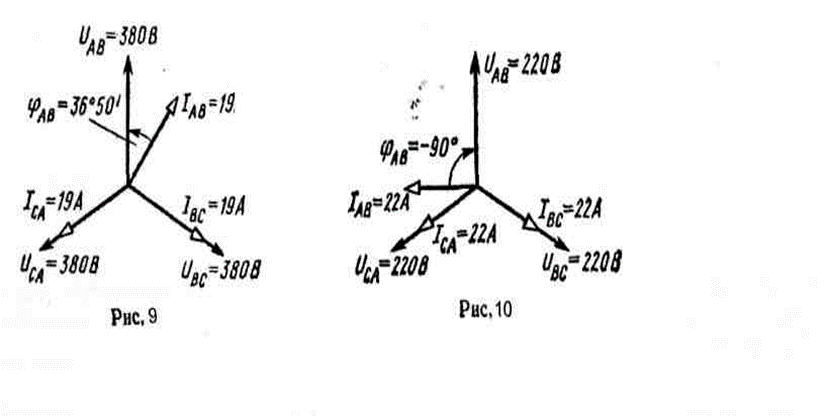 U_AB=380В
φ_AB=36°50'
I_AB=19.
I_CA=19А
I_BC=19А
U_CA=380В
U_BC=380В
Рис. 9
U_AB=220В
φ_AB=-90°
I_AB=22А
I_BC=22А
I_CA=22А
U_CA=220В
U_BC=220В
Рис. 10